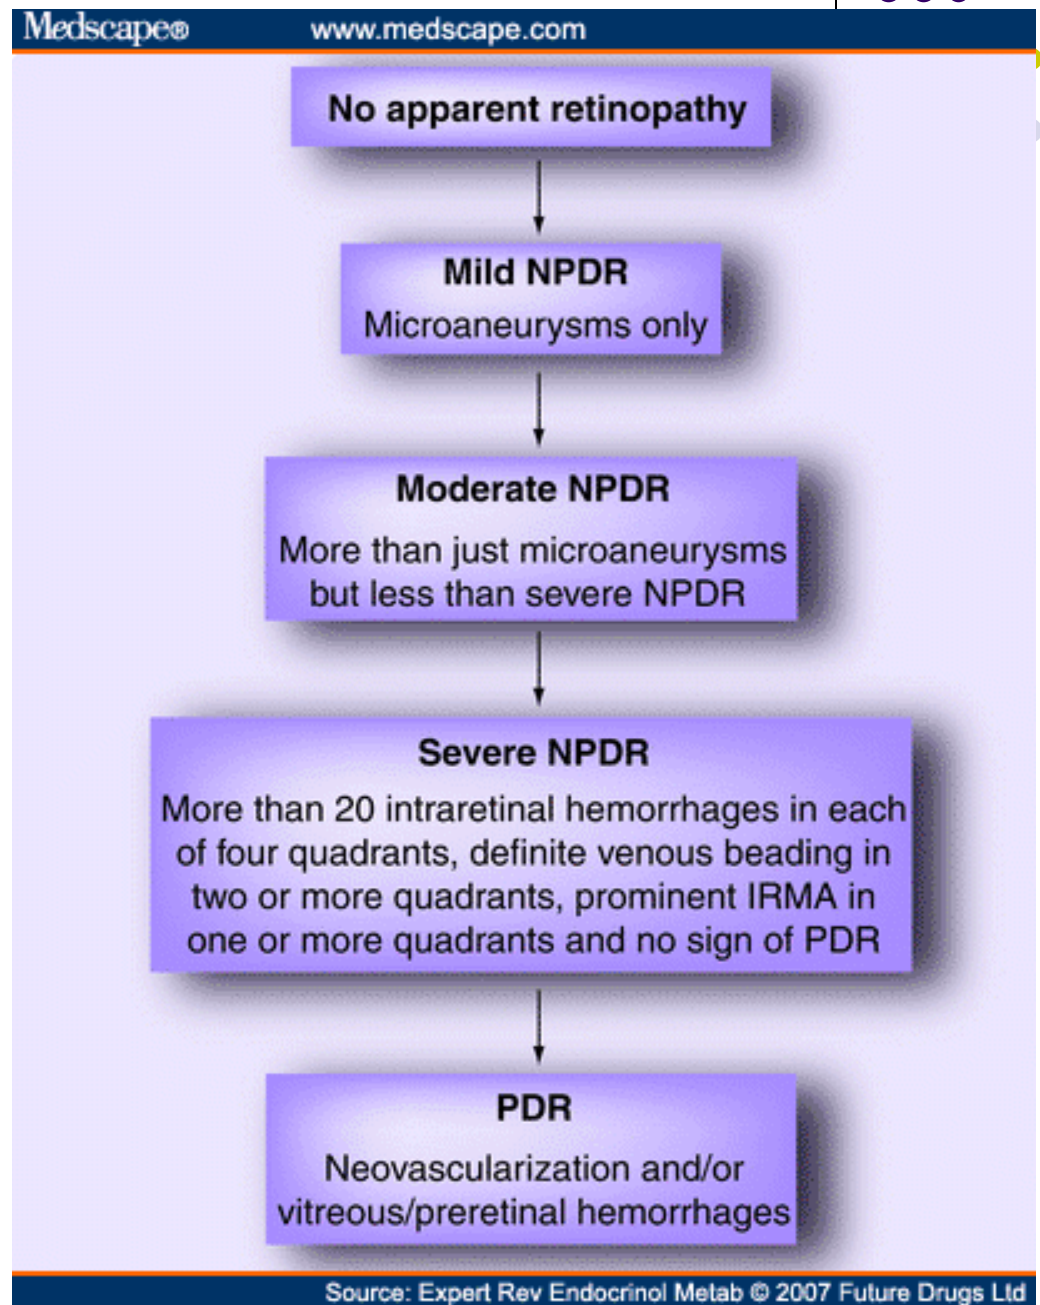 Medscape® www.medscape.com
No apparent retinopathy
Mild NPDR
Microaneurysms only
Moderate NPDR
More than just microaneurysms
but less than severe NPDR
Severe NPDR
More than 20 intraretinal hemorrhages in each
of four quadrants, definite venous beading in
two or more quadrants, prominent IRMA in
one or more quadrants and no sign of PDR
PDR
Neovascularization and/or
vitreous/preretinal hemorrhages
Source: Expert Rev Endocrinol Metab © 2007 Future Drugs Ltd